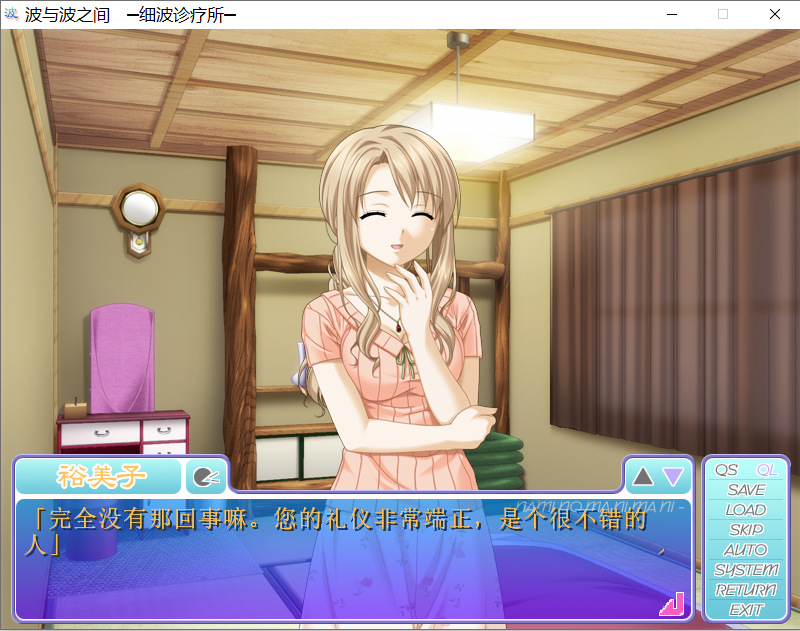 波 波与波之间 —细波诊疗所—
裕美子
「完全没有那回事嘛。您的礼仪非常端正，是个很不错的
人」
QS QL
SAVE
LOAD
SKIP
AUTO
SYSTEM
RETURN
EXIT